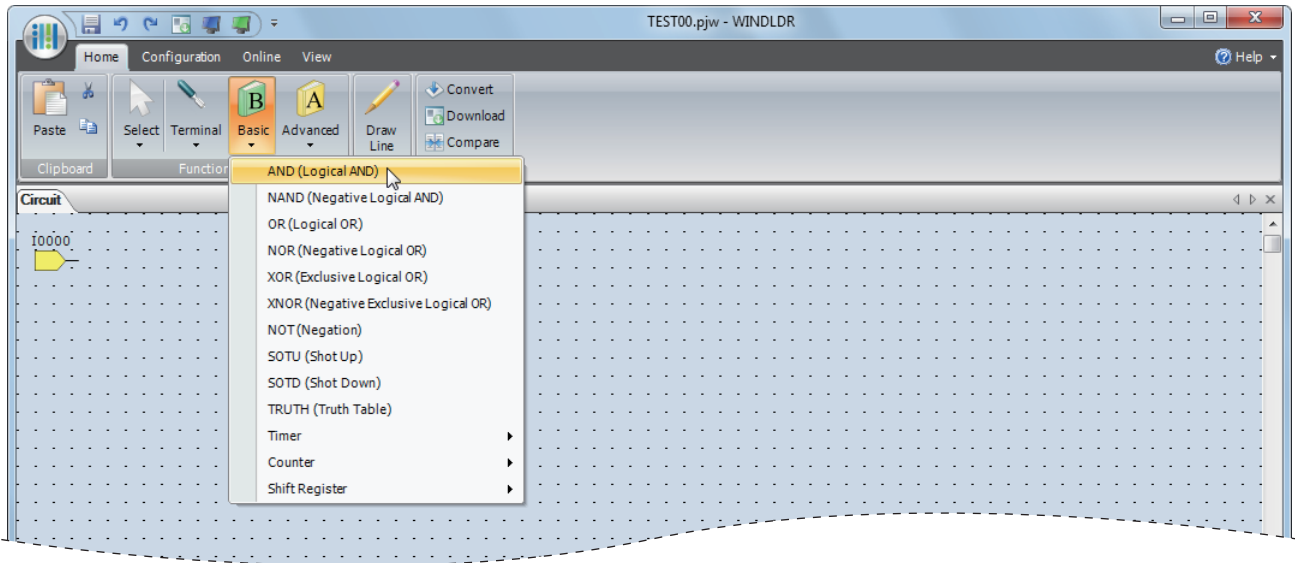 TEST00.pjw - WINDLDR
Home Configuration Online View Help
Paste Select Terminal B Basic A Advanced Draw Line
Convert
Download
Compare
Clipboard Function
AND (Logical AND)
NAND (Negative Logical AND)
OR (Logical OR)
NOR (Negative Logical OR)
XOR (Exclusive Logical OR)
XNOR (Negative Exclusive Logical OR)
NOT (Negation)
SOTU (Shot Up)
SOTD (Shot Down)
TRUTH (Truth Table)
Timer
Counter
Shift Register
Circuit
I0000